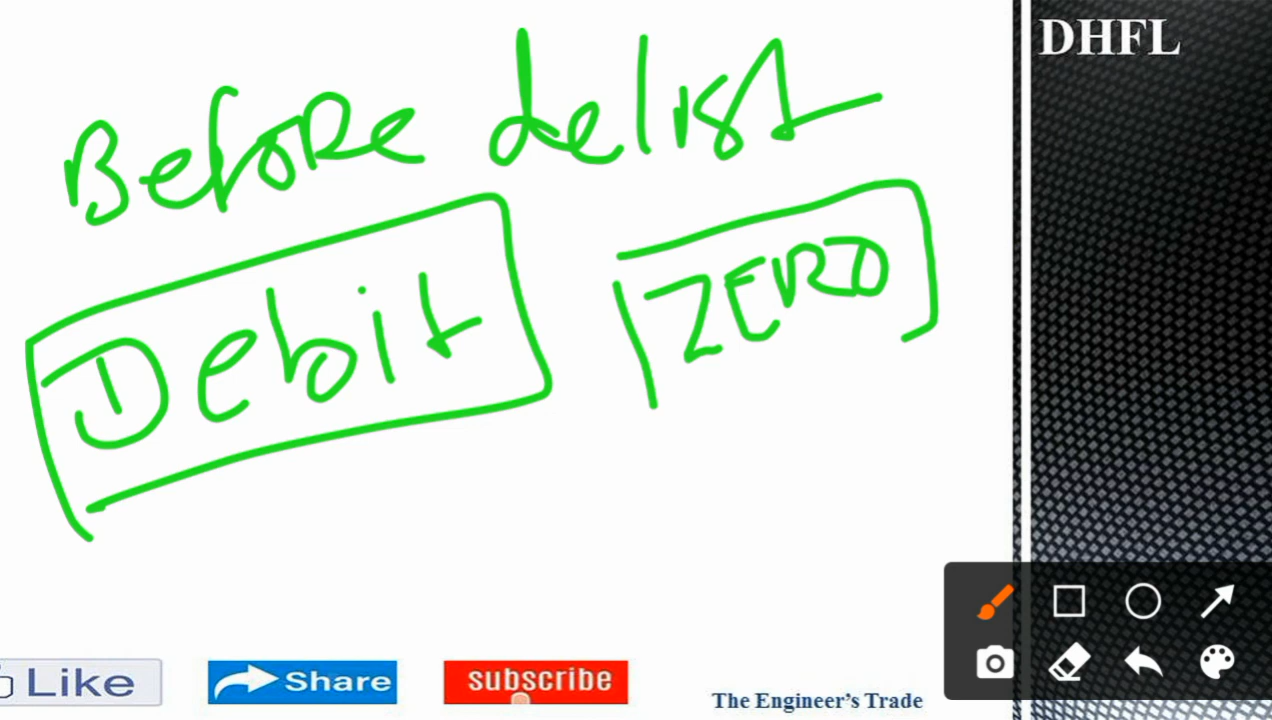 DHFL
Before delist
Debit ZERO
Like Share subscribe
The Engineer's Trade